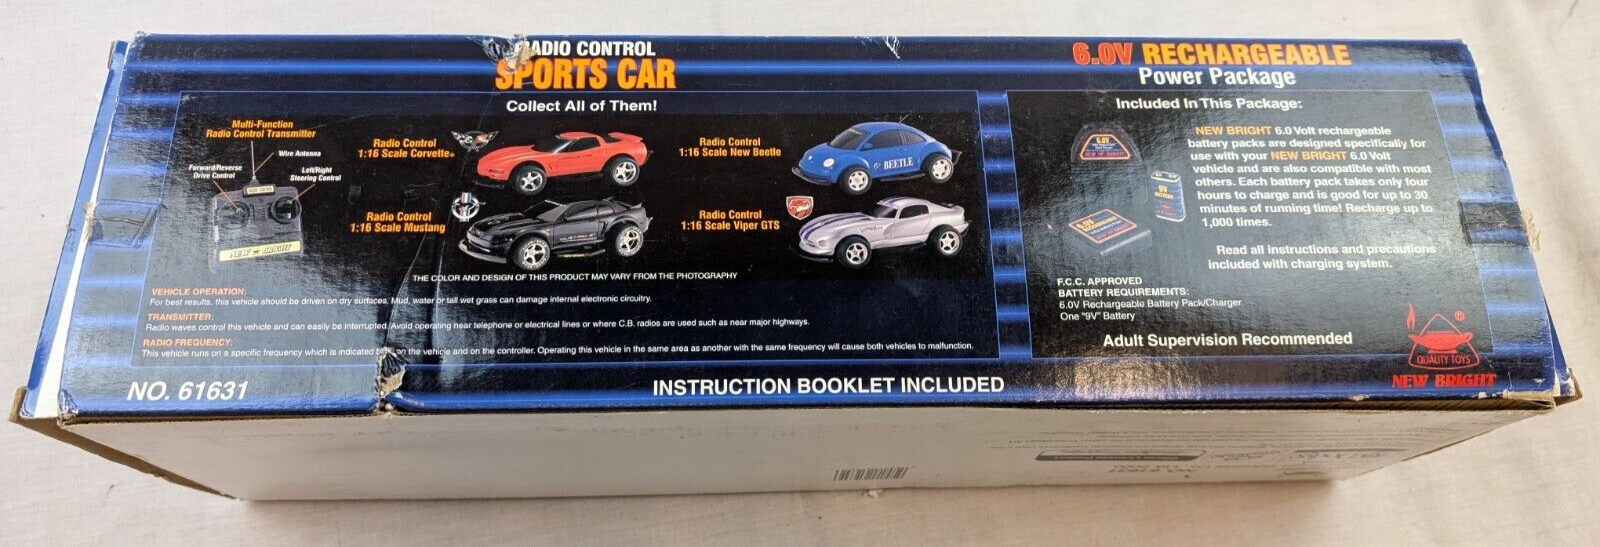 RADIO CONTROL
SPORTS CAR
Collect All of Them!
Multi-Function
Radio Control Transmitter
Wire Antenna
Forward/Reverse
Drive Control
Left/Right
Steering Control
RADIO CONTROL
NEW BRIGHT
Radio Control
1:16 Scale Corvette®
Radio Control
1:16 Scale New Beetle
BEETLE
Radio Control
1:16 Scale Mustang
Radio Control
1:16 Scale Viper GTS
THE COLOR AND DESIGN OF THIS PRODUCT MAY VARY FROM THE PHOTOGRAPHY
VEHICLE OPERATION:
For best results, this vehicle should be driven on dry surfaces. Mud, water or tall wet grass can damage internal electronic circuitry.
TRANSMITTER:
Radio waves control this vehicle and can easily be interrupted. Avoid operating near telephone or electrical lines or where C.B. radios are used such as near major highways.
RADIO FREQUENCY:
This vehicle runs on a specific frequency which is indicated on the vehicle and on the controller. Operating this vehicle in the same area as another with the same frequency will cause both vehicles to malfunction.
NO. 61631
INSTRUCTION BOOKLET INCLUDED
6.0V RECHARGEABLE
Power Package
Included In This Package:
6.0V
9V
BATTERY
6.0V
NEW BRIGHT 6.0 Volt rechargeable
battery packs are designed specifically for
use with your NEW BRIGHT 6.0 Volt
vehicle and are also compatible with most
others. Each battery pack takes only four
hours to charge and is good for up to 30
minutes of running time! Recharge up to
1,000 times.
Read all instructions and precautions
included with charging system.
F.C.C. APPROVED
BATTERY REQUIREMENTS:
6.0V Rechargeable Battery Pack/Charger
One "9V" Battery
Adult Supervision Recommended
®
QUALITY TOYS
NEW BRIGHT